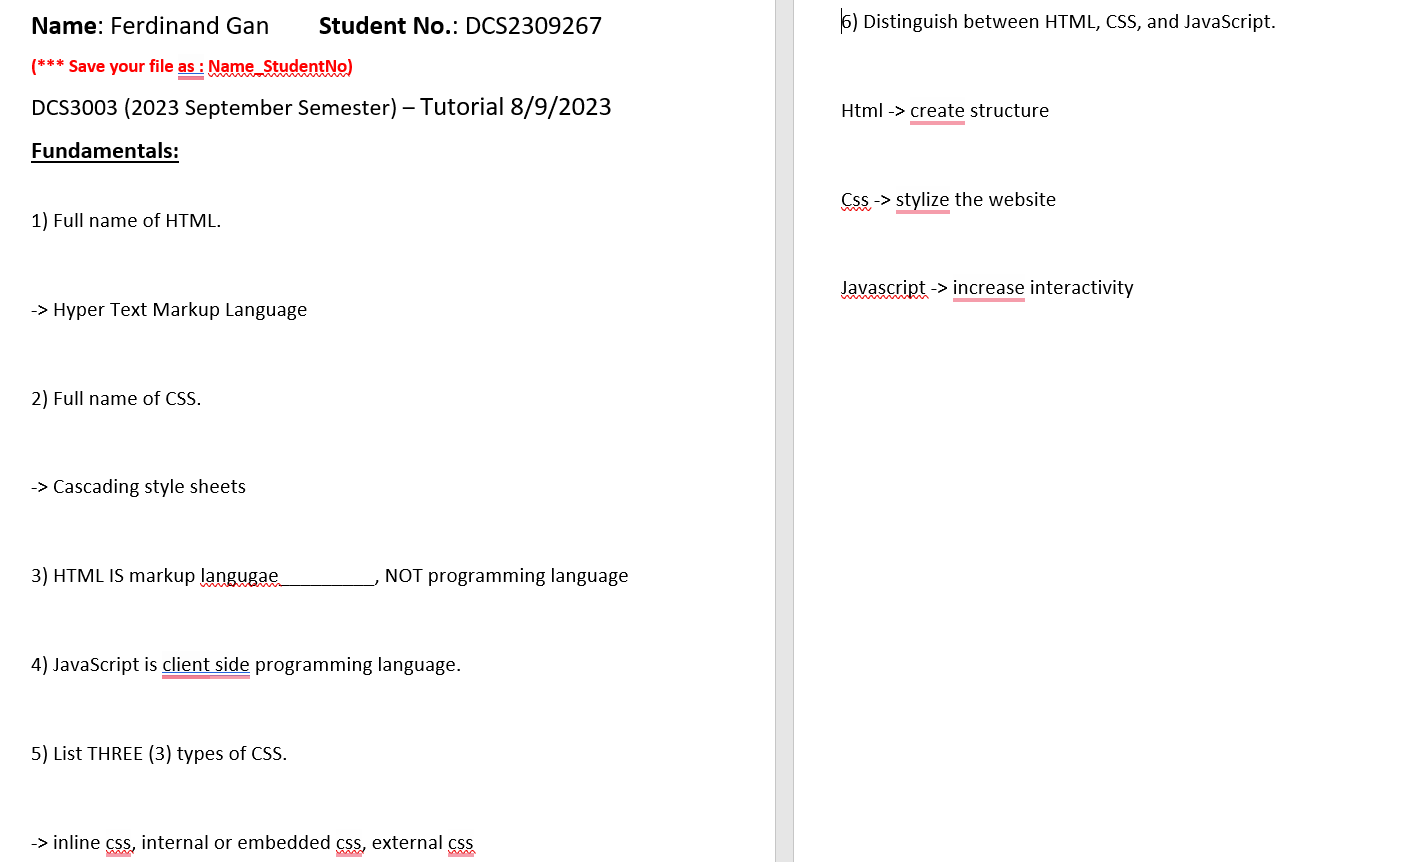 Name: Ferdinand Gan Student No.: DCS2309267
(*** Save your file as : Name_StudentNo)
DCS3003 (2023 September Semester) – Tutorial 8/9/2023
Fundamentals:
1) Full name of HTML.
-> Hyper Text Markup Language
2) Full name of CSS.
-> Cascading style sheets
3) HTML IS markup langugae_________, NOT programming language
4) JavaScript is client side programming language.
5) List THREE (3) types of CSS.
-> inline css, internal or embedded css, external css
6) Distinguish between HTML, CSS, and JavaScript.
Html -> create structure
Css -> stylize the website
Javascript -> increase interactivity